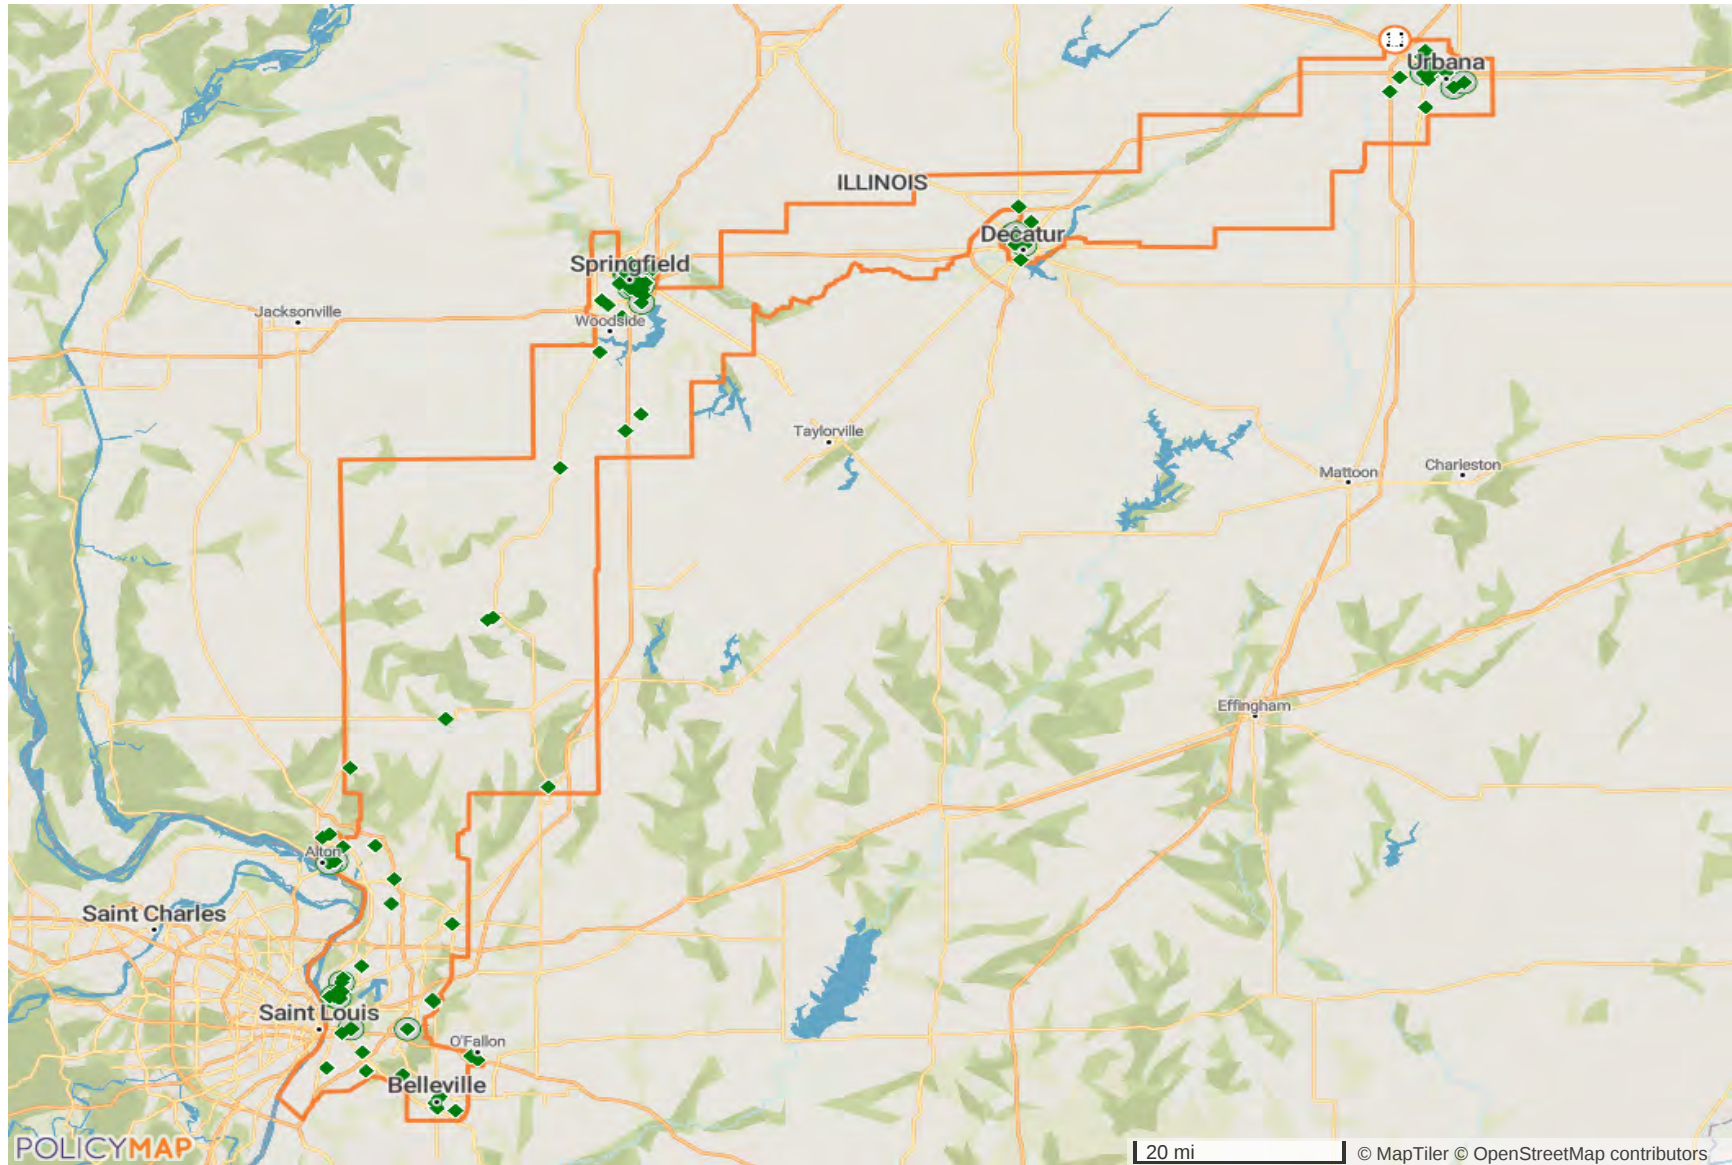 Urbana
ILLINOIS
Decatur
Springfield
Jacksonville
Woodside
Taylorville
Mattoon
Charleston
Effingham
Alton
Saint Charles
Saint Louis
O'Fallon
Belleville
POLICYMAP
20 mi
© MapTiler © OpenStreetMap contributors